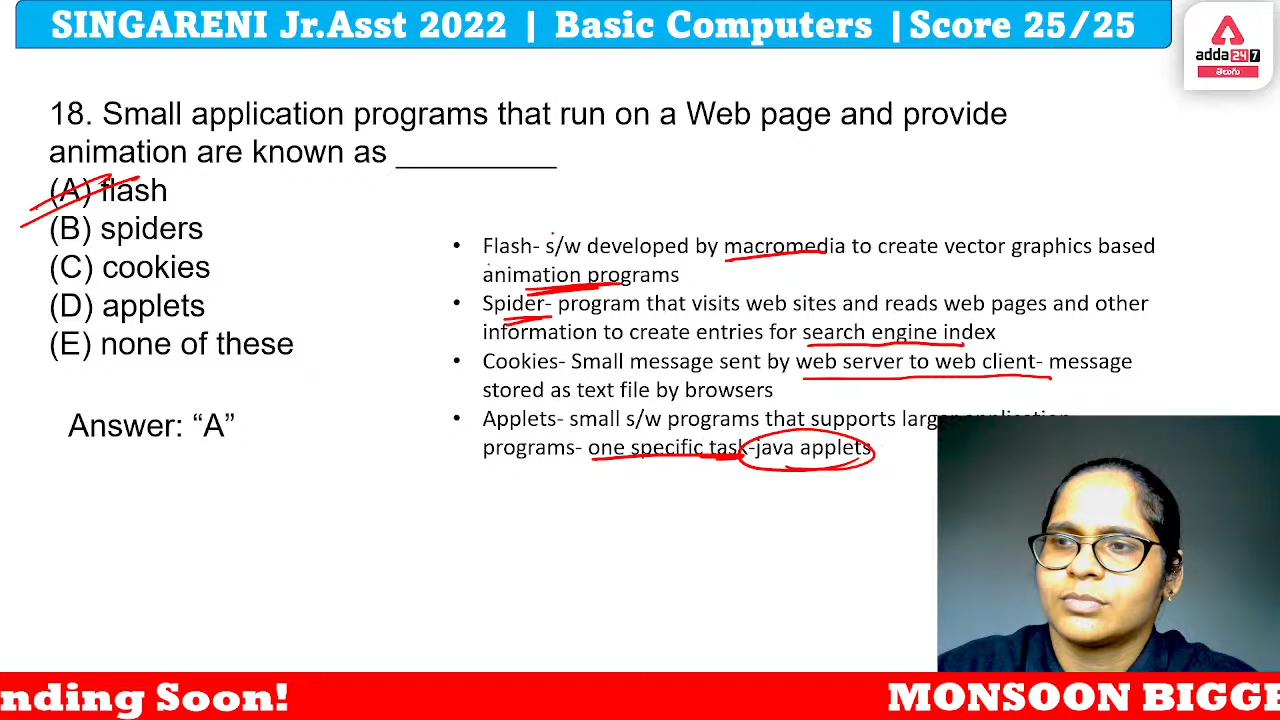 SINGARENI Jr.Asst 2022 | Basic Computers |Score 25/25
adda 24 7
తెలుగు
18. Small application programs that run on a Web page and provide
animation are known as __________
(A) flash
(B) spiders
(C) cookies
(D) applets
(E) none of these
Answer: “A”
• Flash- s/w developed by macromedia to create vector graphics based
animation programs
• Spider- program that visits web sites and reads web pages and other
information to create entries for search engine index
• Cookies- Small message sent by web server to web client- message
stored as text file by browsers
• Applets- small s/w programs that supports larger application
programs- one specific task-java applets
nding Soon!
MONSOON BIGGE